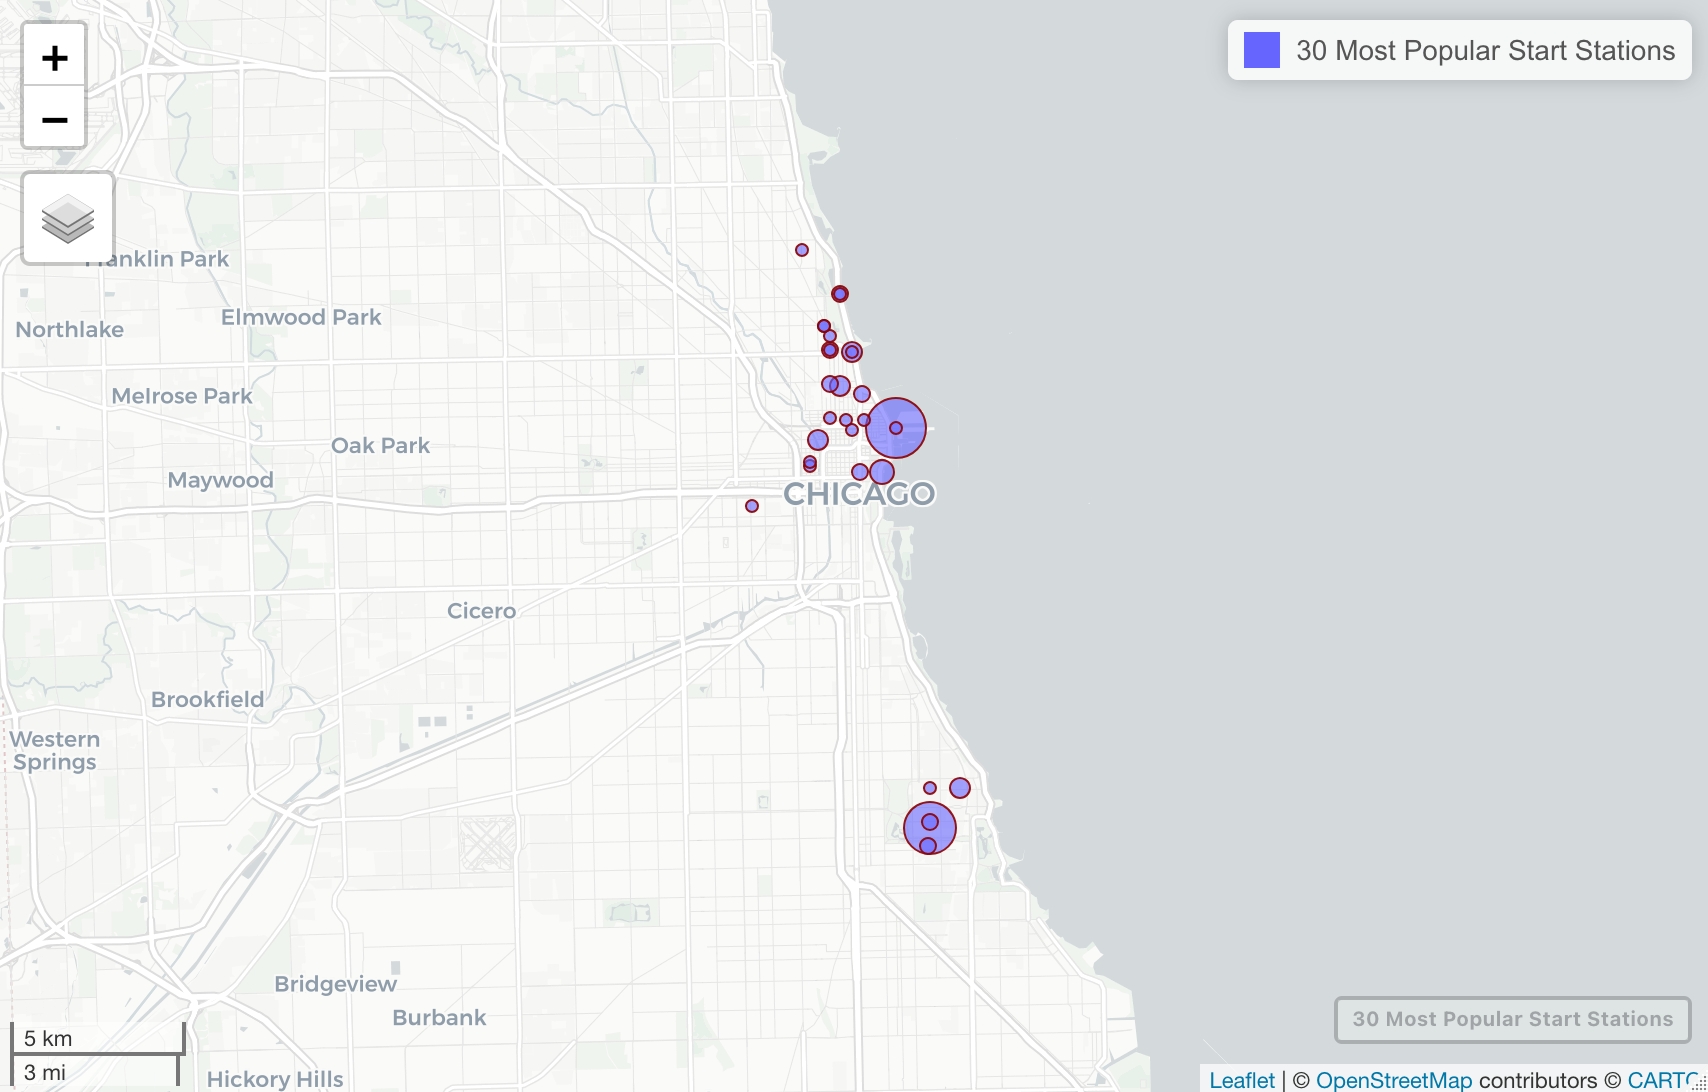 +
30 Most Popular Start Stations
−
Franklin Park
Elmwood Park
Northlake
Melrose Park
Oak Park
Maywood
CHICAGO
Cicero
Brookfield
Western
Springs
Bridgeview
Burbank
30 Most Popular Start Stations
5 km
3 mi
Hickory Hills
Leaflet | © OpenStreetMap contributors © CARTO